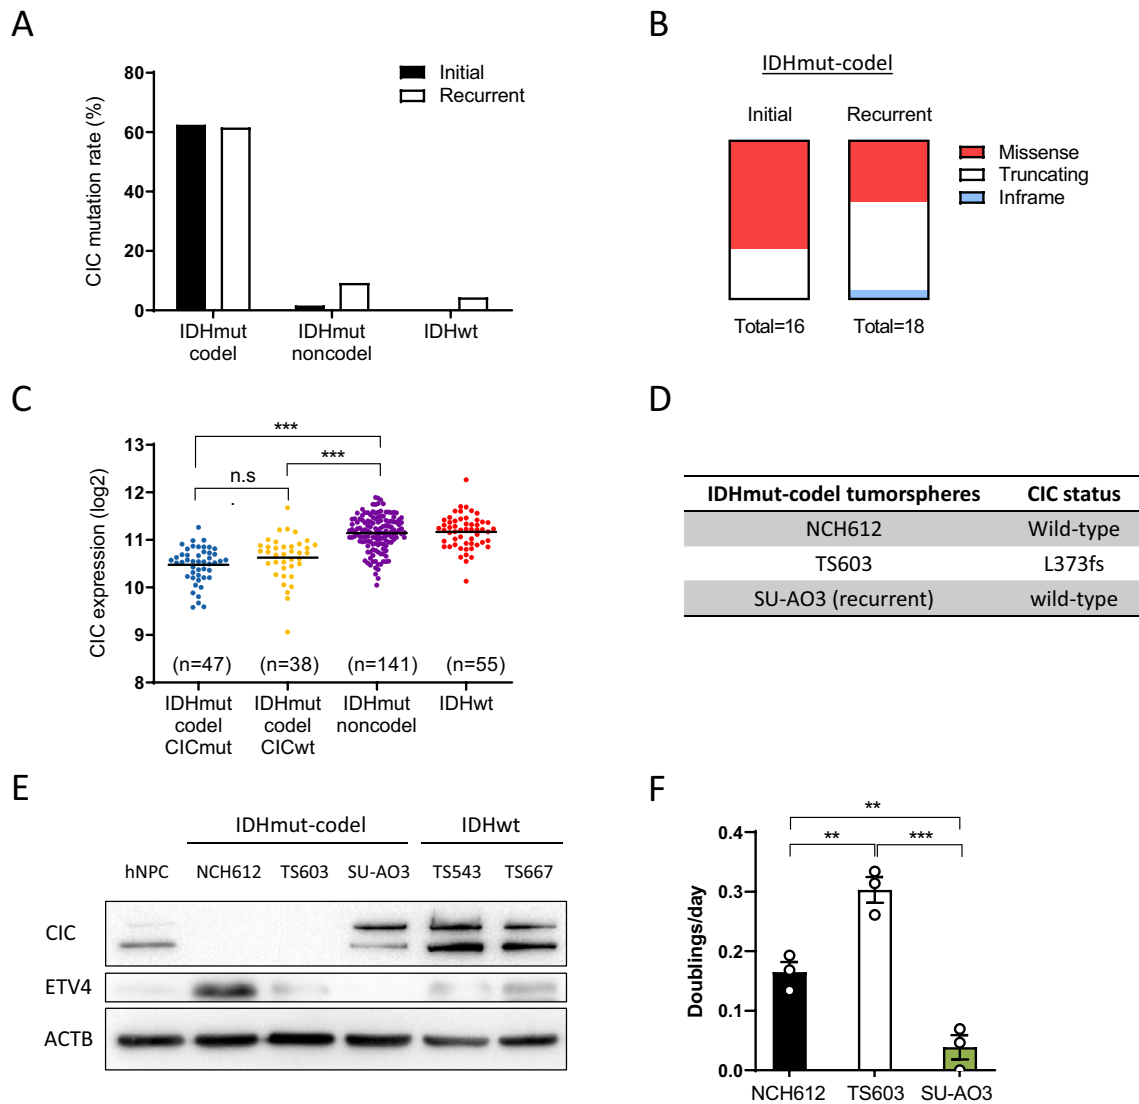 A
CIC mutation rate (%)
80
60
40
20
0
Initial
Recurrent
IDHmut
codel
IDHmut
noncodel
IDHwt
B
IDHmut-codel
Initial
Recurrent
Missense
Truncating
Inframe
Total=16
Total=18
C
CIC expression (log2)
13
12
11
10
9
8
***
***
n.s
.
(n=47)
(n=38)
(n=141)
(n=55)
IDHmut
codel
CICmut
IDHmut
codel
CICwt
IDHmut
noncodel
IDHwt
D
IDHmut-codel tumorspheres CIC status
NCH612 Wild-type
TS603 L373fs
SU-AO3 (recurrent) wild-type
E
IDHmut-codel IDHwt
hNPC NCH612 TS603 SU-AO3 TS543 TS667
CIC
ETV4
ACTB
F
Doublings/day
0.4
0.3
0.2
0.1
0.0
**
**
***
NCH612 TS603 SU-AO3